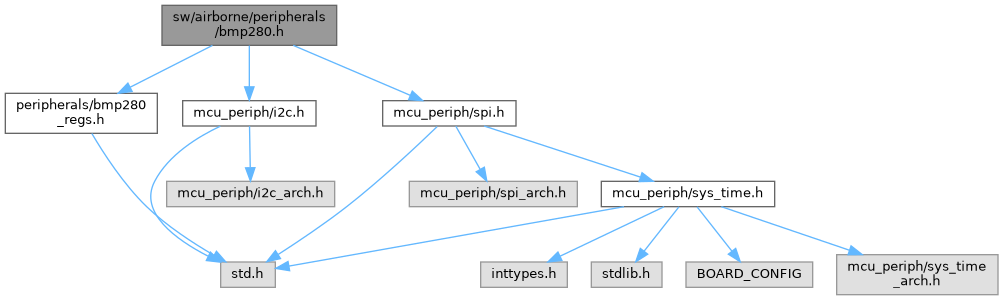 sw/airborne/peripherals
/bmp280.h
peripherals/bmp280
_regs.h
mcu_periph/i2c.h
mcu_periph/spi.h
mcu_periph/i2c_arch.h
mcu_periph/spi_arch.h
mcu_periph/sys_time.h
std.h
inttypes.h
stdlib.h
BOARD_CONFIG
mcu_periph/sys_time
_arch.h